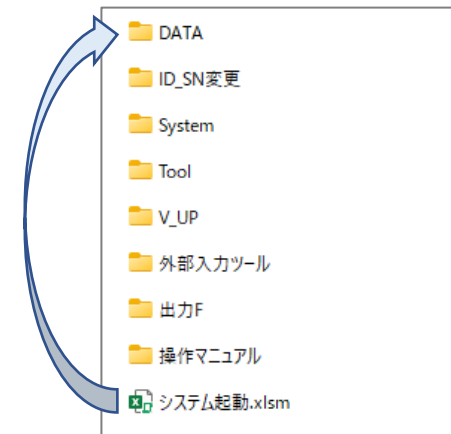 DATA
ID_SN変更
System
Tool
V_UP
外部入力ツール
出力F
操作マニュアル
システム起動.xlsm